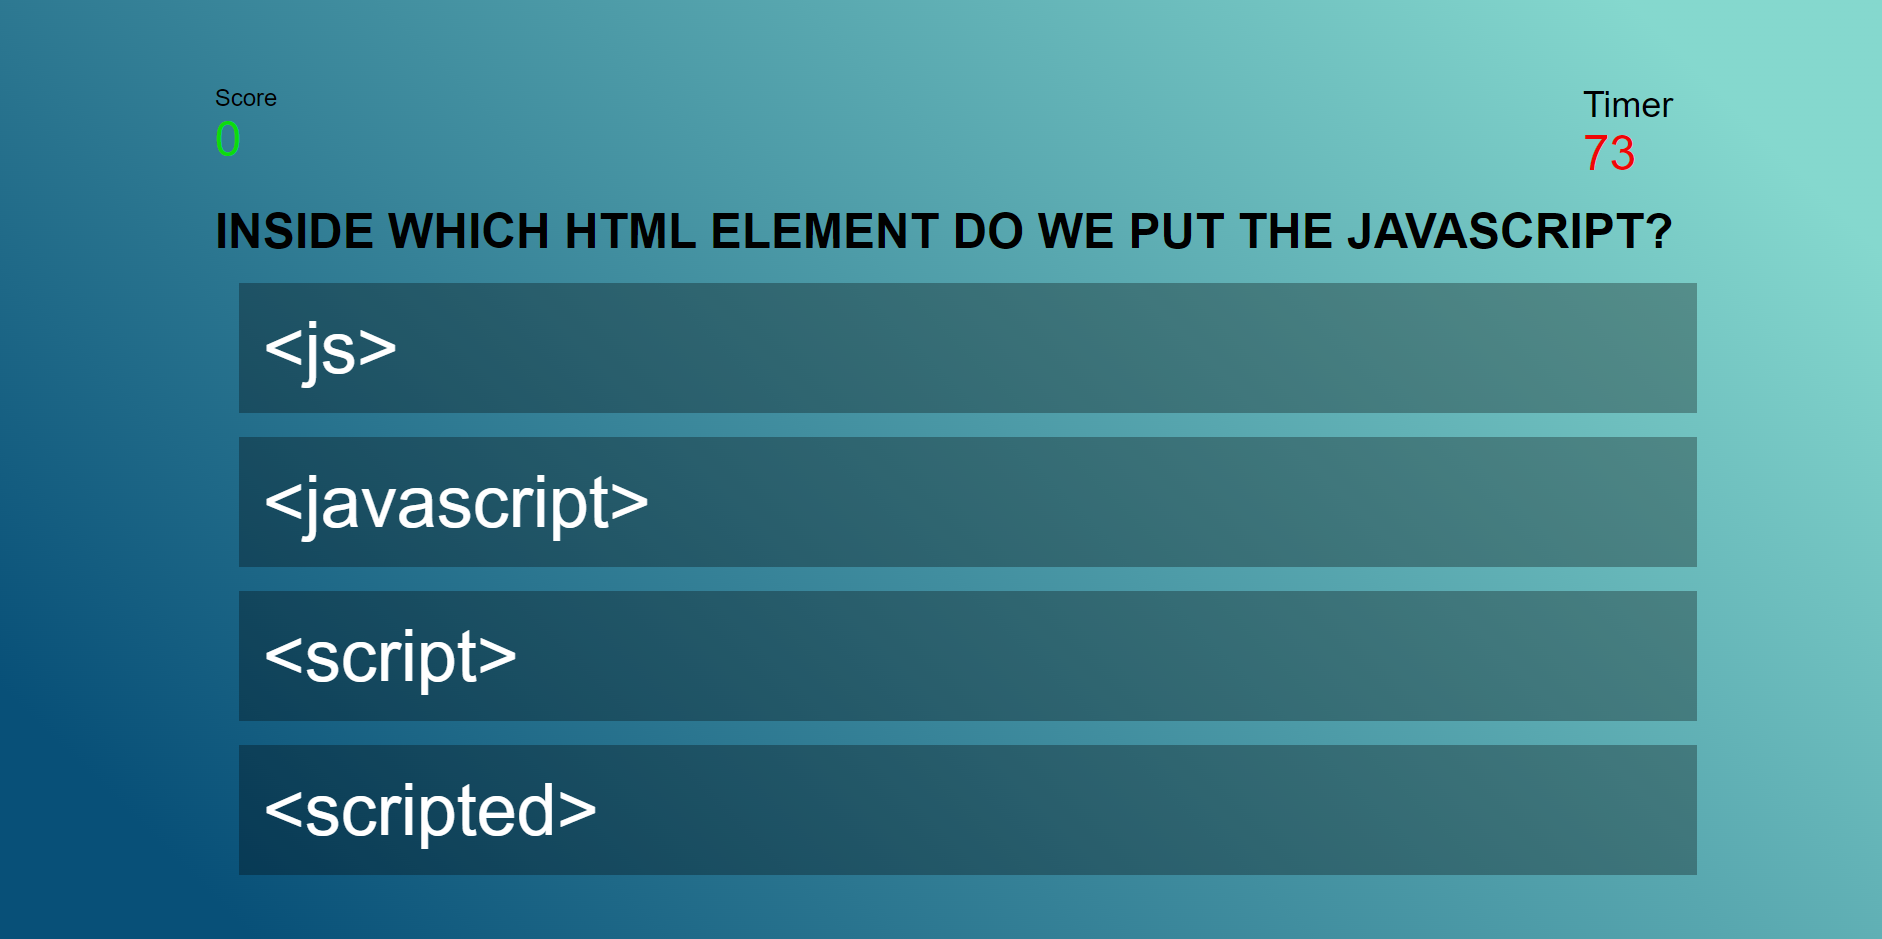 Score
0
Timer
73
INSIDE WHICH HTML ELEMENT DO WE PUT THE JAVASCRIPT?
<js>
<javascript>
<script>
<scripted>